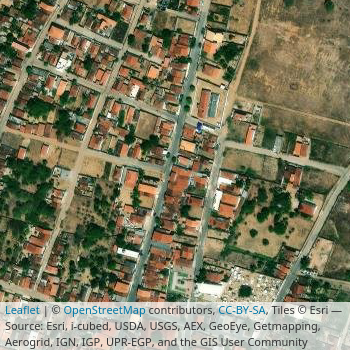 Leaflet | © OpenStreetMap contributors, CC-BY-SA, Tiles © Esri —
Source: Esri, i-cubed, USDA, USGS, AEX, GeoEye, Getmapping,
Aerogrid, IGN, IGP, UPR-EGP, and the GIS User Community